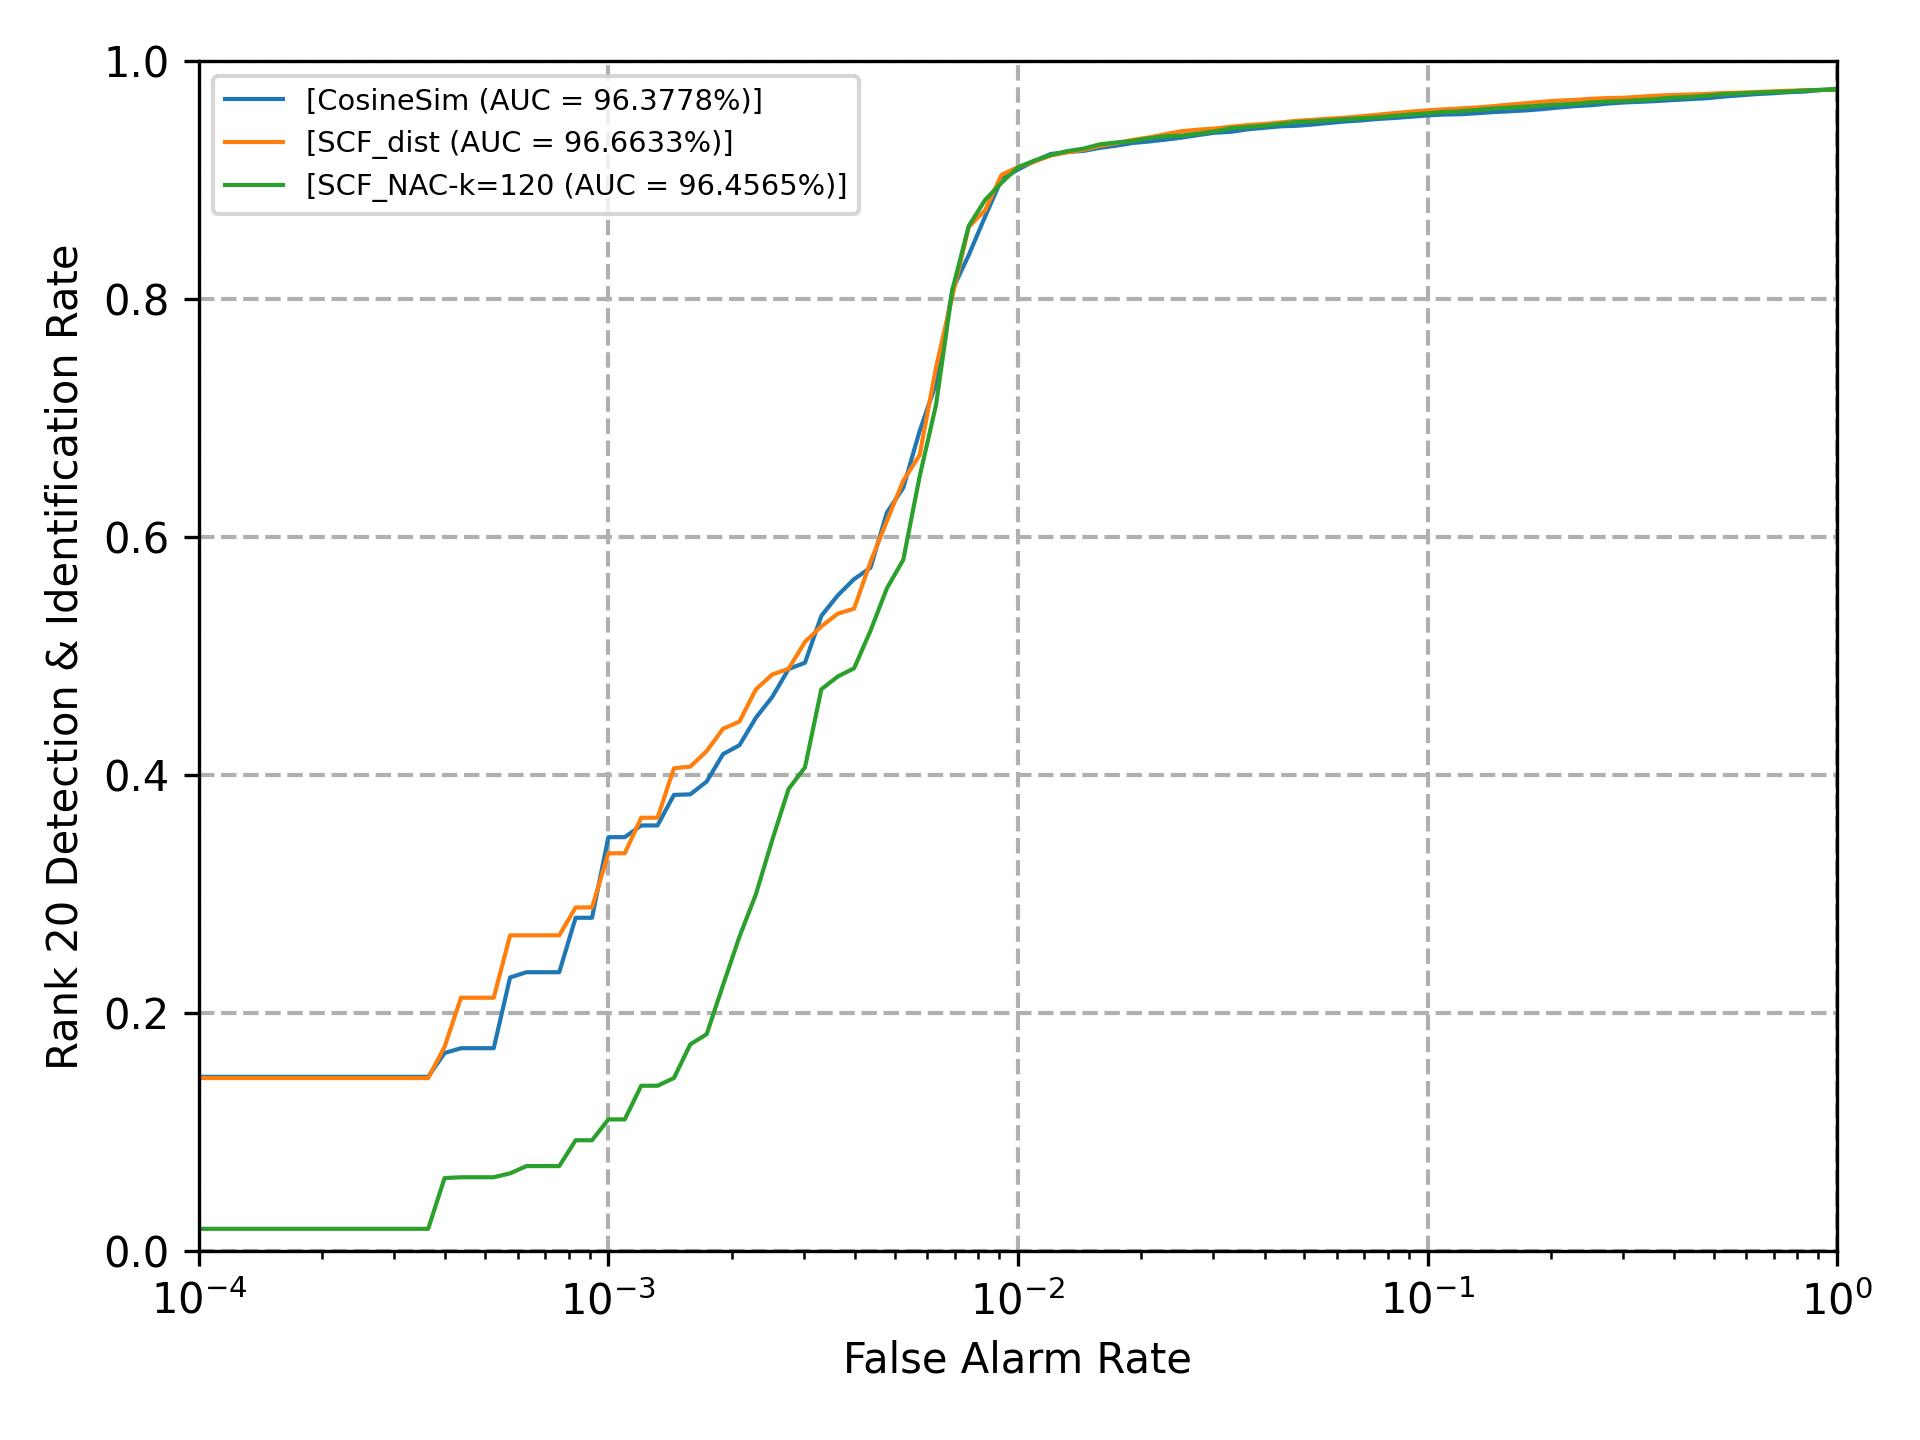 [CosineSim (AUC = 96.3778%)]
[SCF_dist (AUC = 96.6633%)]
[SCF_NAC-k=120 (AUC = 96.4565%)]
Rank 20 Detection & Identification Rate
1.0
0.8
0.6
0.4
0.2
0.0
10⁻⁴ 10⁻³ 10⁻² 10⁻¹ 10⁰
False Alarm Rate